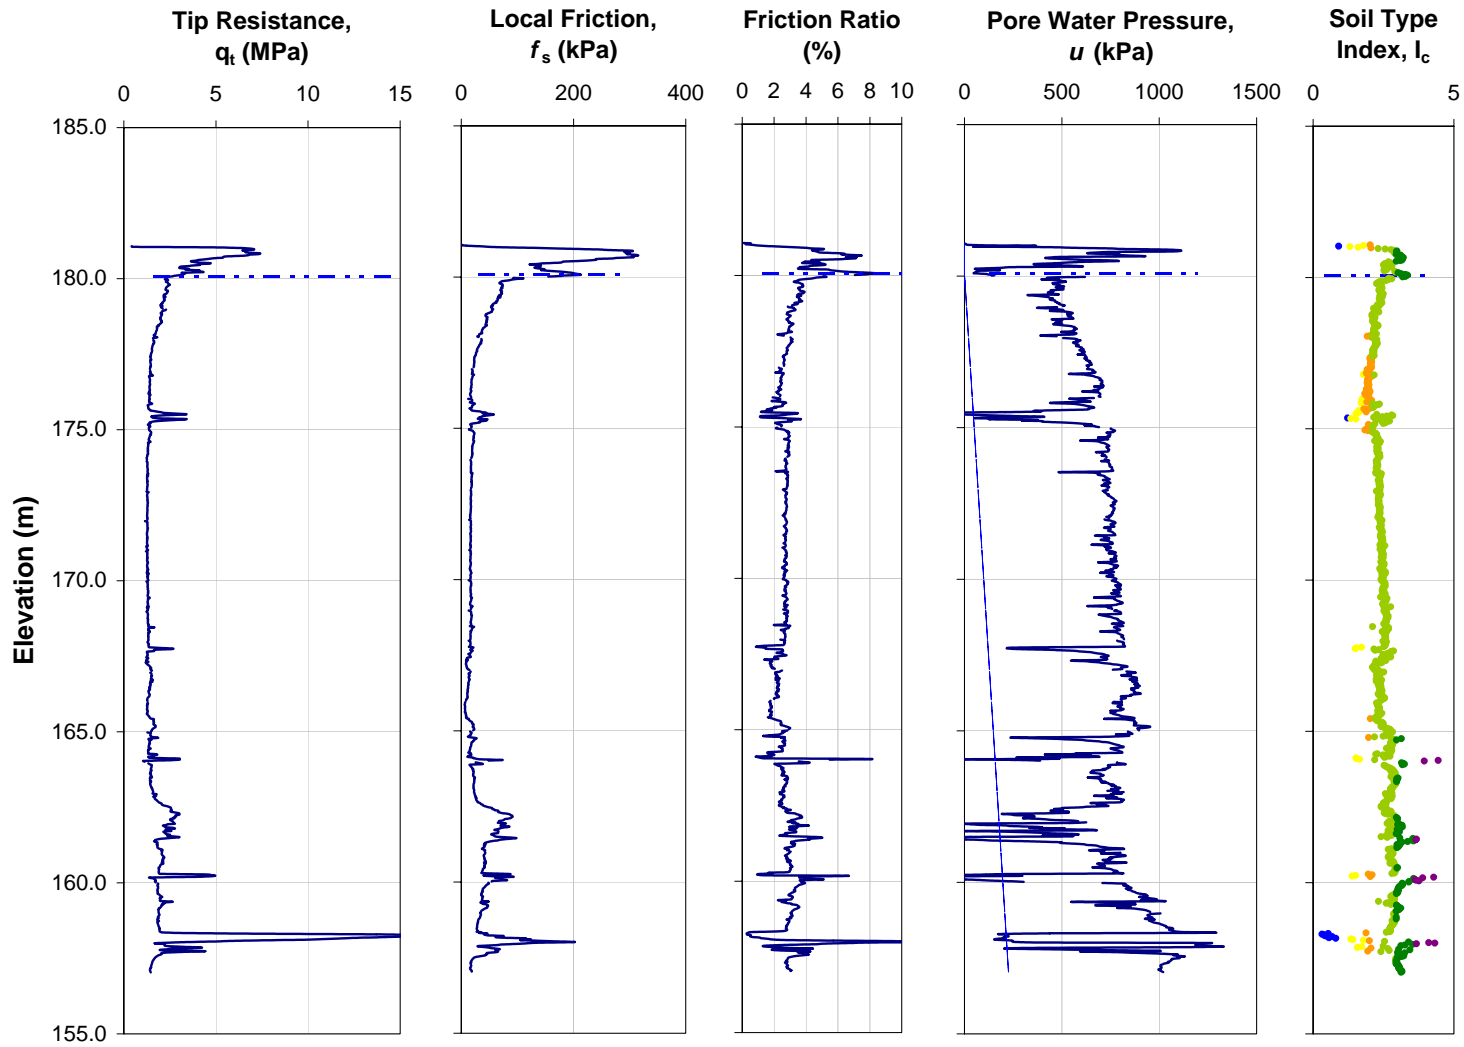 Tip Resistance,
qt (MPa)
Local Friction,
fs (kPa)
Friction Ratio
(%)
Pore Water Pressure,
u (kPa)
Soil Type
Index, Ic
0 5 10 15
0 200 400
0 2 4 6 8 10
0 500 1000 1500
0 5
185.0
180.0
175.0
170.0
165.0
160.0
155.0
Elevation (m)